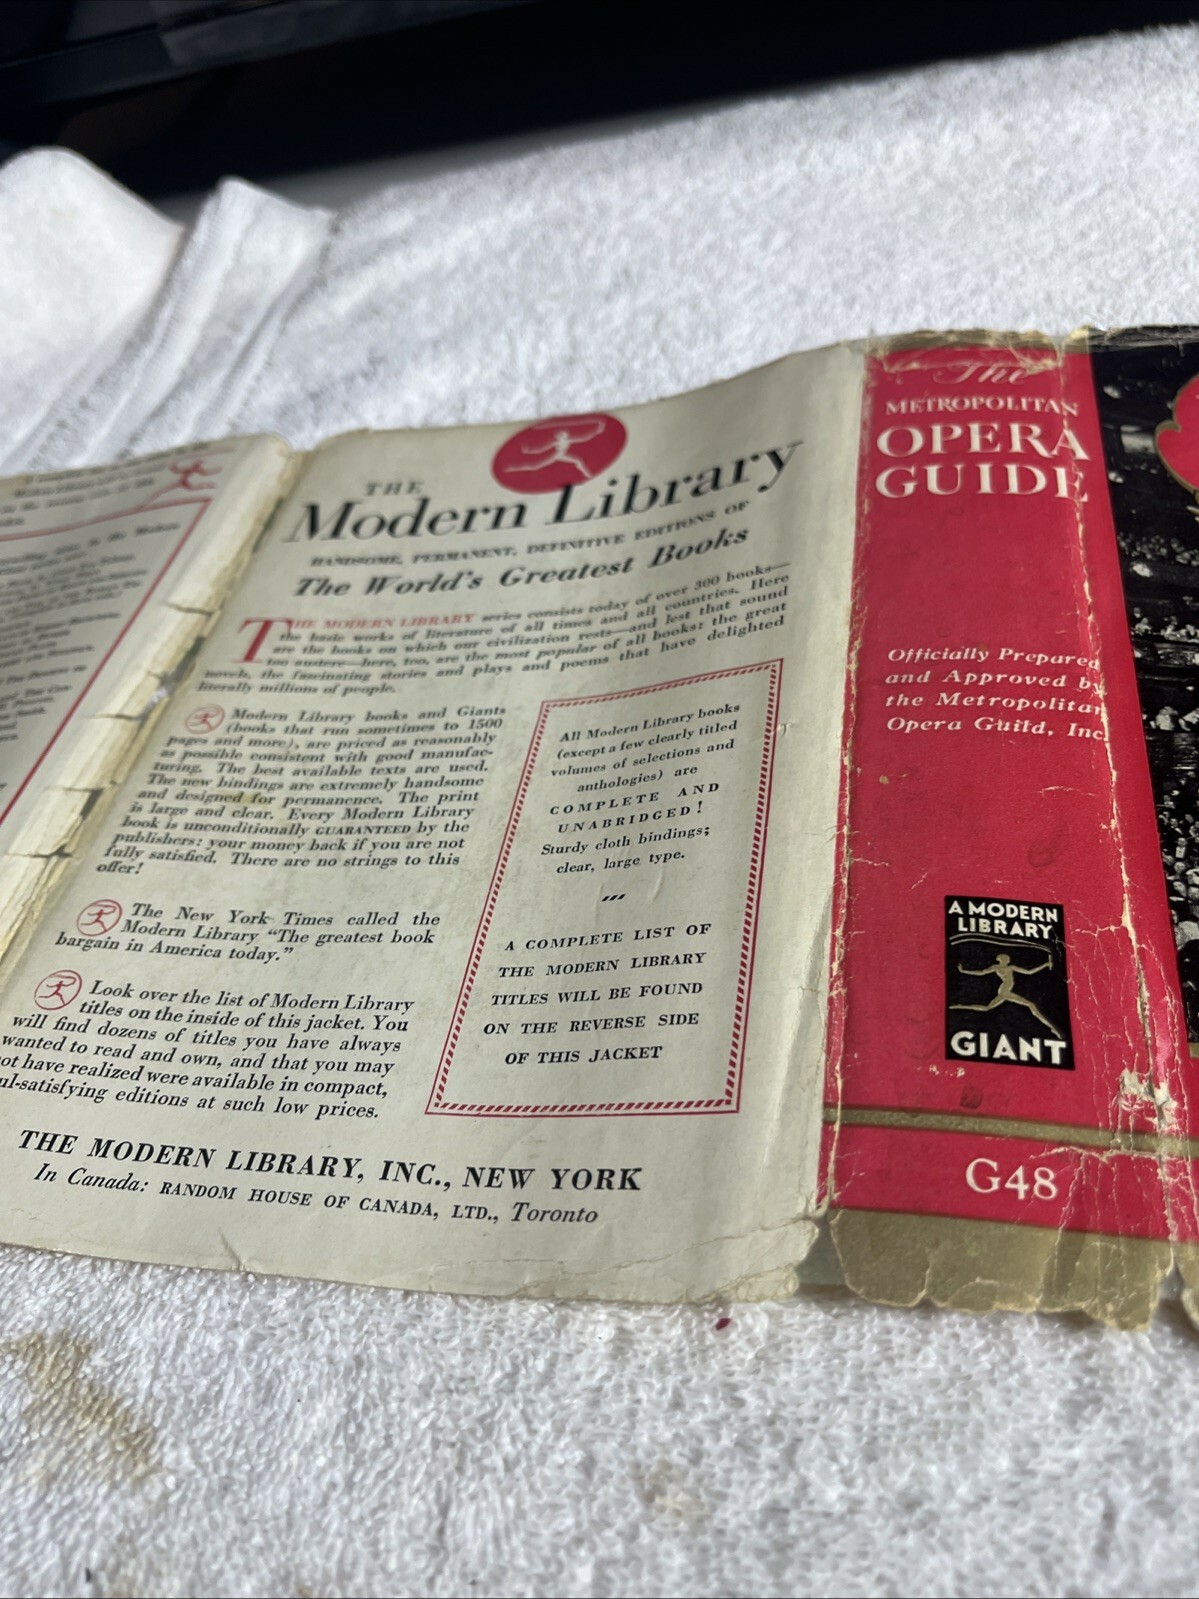 THE
Modern Library
HANDSOME, PERMANENT, DEFINITIVE EDITIONS OF
The World's Greatest Books
THE MODERN LIBRARY series consists today of over 300 books—
the basic works of literature of all times and all countries. Here
are the books on which our civilization rests—and lest that sound
too austere—here, too, are the most popular of all books: the great
novels, the fascinating stories and plays and poems that have delighted
literally millions of people.
Modern Library books and Giants
(books that run sometimes to 1500
pages and more), are priced as reasonably
as possible consistent with good manufac-
turing. The best available texts are used.
The new bindings are extremely handsome
and designed for permanence. The print
is large and clear. Every Modern Library
book is unconditionally GUARANTEED by the
publishers: your money back if you are not
fully satisfied. There are no strings to this
offer!
The New York Times called the
Modern Library "The greatest book
bargain in America today."
Look over the list of Modern Library
titles on the inside of this jacket. You
will find dozens of titles you have always
wanted to read and own, and that you may
ot have realized were available in compact,
ul-satisfying editions at such low prices.
All Modern Library books
(except a few clearly titled
volumes of selections and
anthologies) are
COMPLETE AND
UNABRIDGED!
Sturdy cloth bindings;
clear, large type.
A COMPLETE LIST OF
THE MODERN LIBRARY
TITLES WILL BE FOUND
ON THE REVERSE SIDE
OF THIS JACKET
THE MODERN LIBRARY, INC., NEW YORK
In Canada: RANDOM HOUSE OF CANADA, LTD., Toronto
The
METROPOLITAN
OPERA
GUIDE
Officially Prepared
and Approved by
the Metropolitan
Opera Guild, Inc.
A MODERN
LIBRARY
GIANT
G48